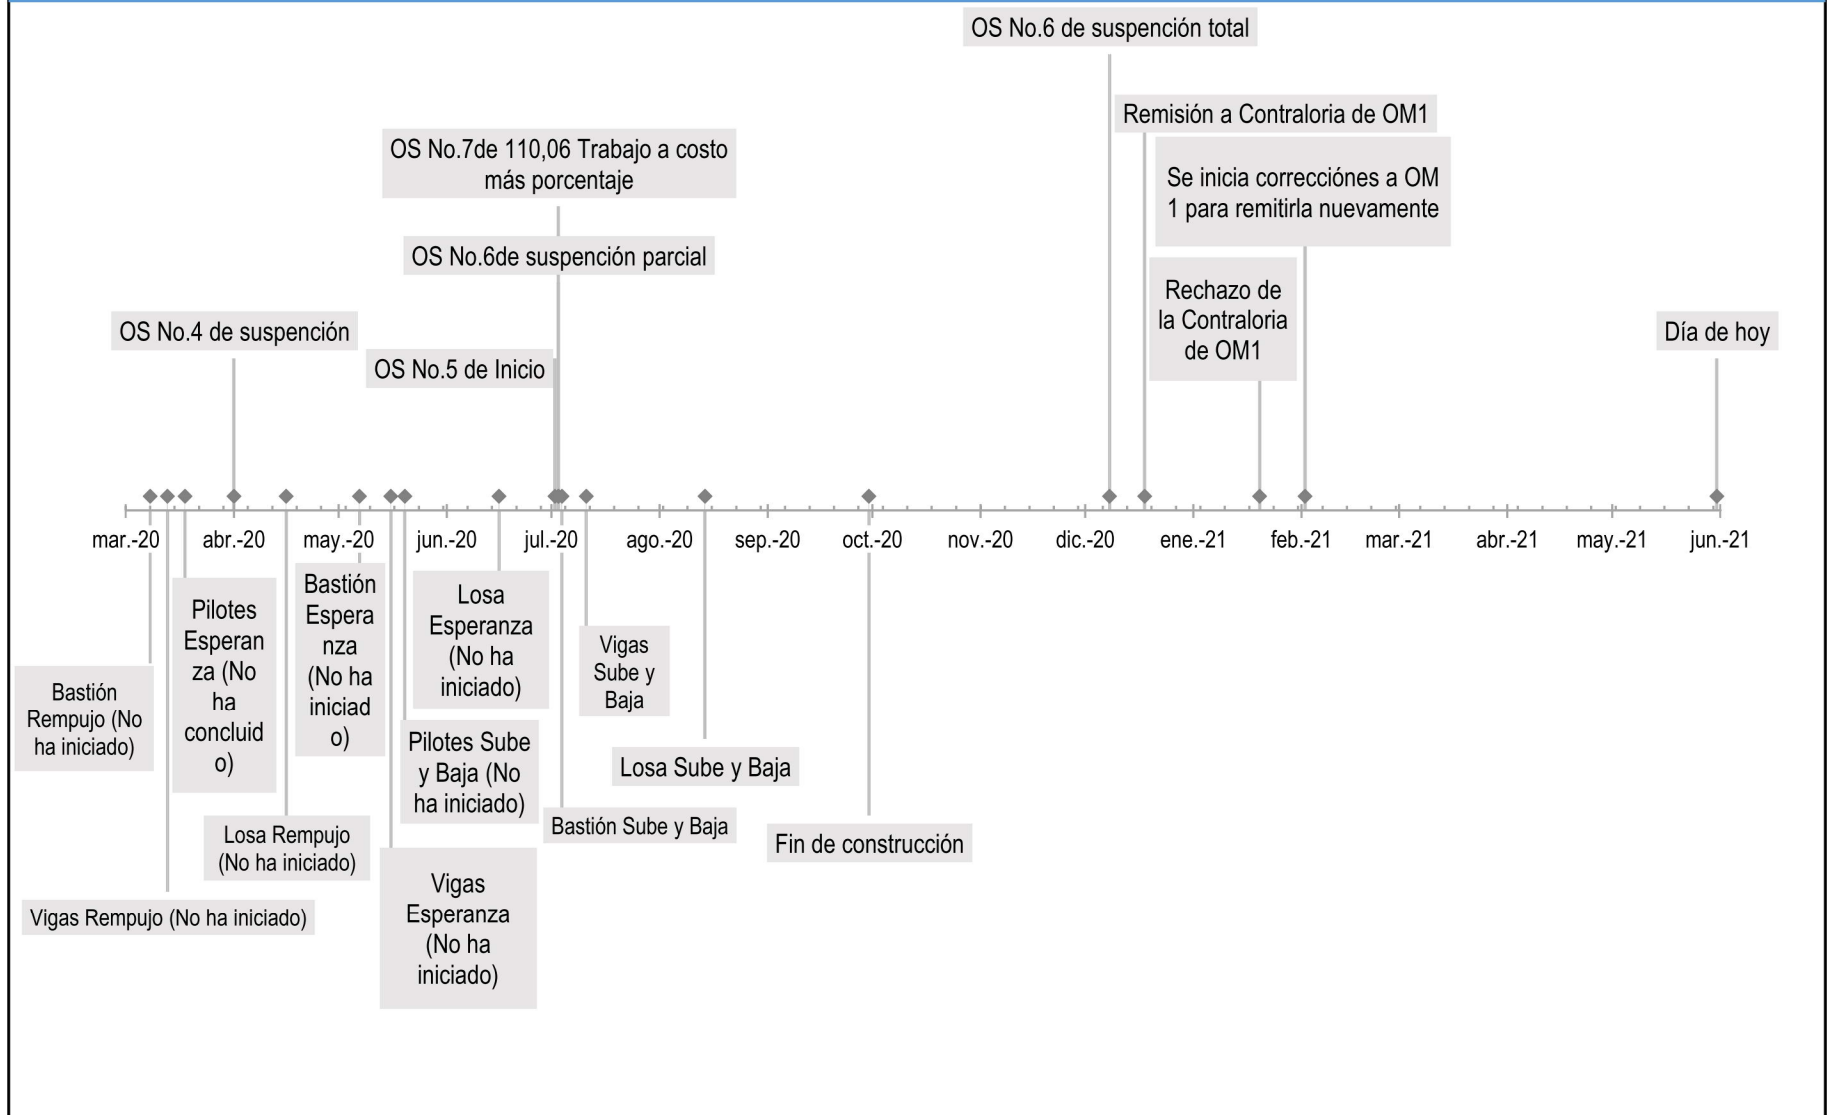 OS No.6 de suspención total
Remisión a Contraloria de OM1
OS No.7de 110,06 Trabajo a costo
más porcentaje
Se inicia correcciónes a OM
1 para remitirla nuevamente
OS No.6de suspención parcial
Rechazo de
la Contraloria
de OM1
OS No.4 de suspención
OS No.5 de Inicio
Día de hoy
mar.-20 abr.-20 may.-20 jun.-20 jul.-20 ago.-20 sep.-20 oct.-20 nov.-20 dic.-20 ene.-21 feb.-21 mar.-21 abr.-21 may.-21 jun.-21
Bastión
Rempujo (No
ha iniciado)
Pilotes
Esperan
za (No
ha
concluid
o)
Bastión
Espera
nza
(No ha
iniciad
o)
Losa
Esperanza
(No ha
iniciado)
Vigas
Sube y
Baja
Pilotes Sube
y Baja (No
ha iniciado)
Losa Sube y Baja
Losa Rempujo
(No ha iniciado)
Bastión Sube y Baja
Fin de construcción
Vigas Rempujo (No ha iniciado)
Vigas
Esperanza
(No ha
iniciado)